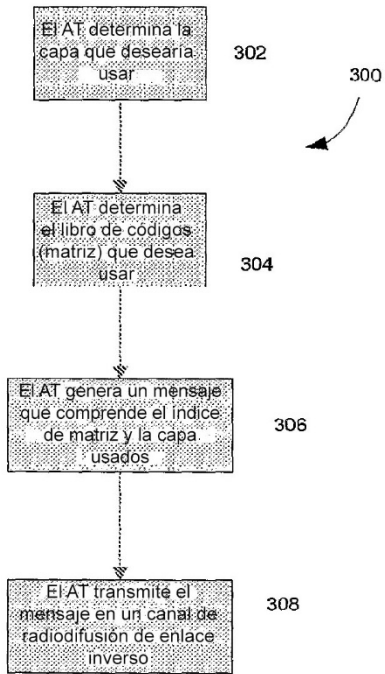 El AT determina la
capa que desearía
usar
302
300
El AT determina
el libro de códigos
(matriz) que desea
usar
304
El AT genera un mensaje
que comprende el índice
de matriz y la capa
usados
306
El AT transmite el
mensaje en un canal de
radiodifusión de enlace
inverso
308